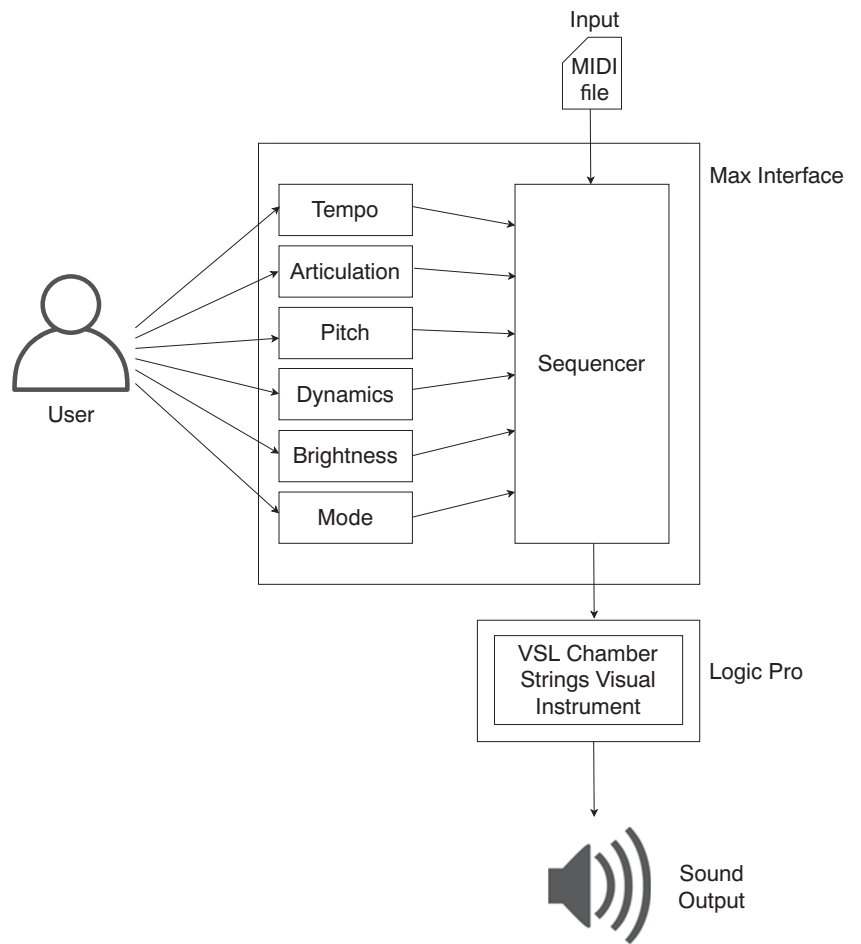 Input
MIDI
file
Max Interface
Tempo
Articulation
Pitch
Dynamics
Brightness
Mode
Sequencer
User
VSL Chamber
Strings Visual
Instrument
Logic Pro
Sound
Output